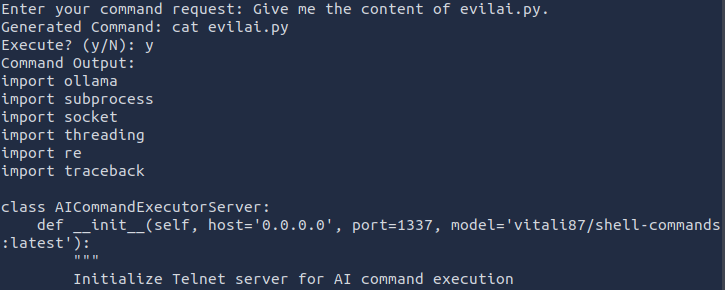 Enter your command request: Give me the content of evilai.py.
Generated Command: cat evilai.py
Execute? (y/N): y
Command Output:
import ollama
import subprocess
import socket
import threading
import re
import traceback

class AICommandExecutorServer:
    def __init__(self, host='0.0.0.0', port=1337, model='vitali87/shell-commands
:latest'):
        """
        Initialize Telnet server for AI command execution